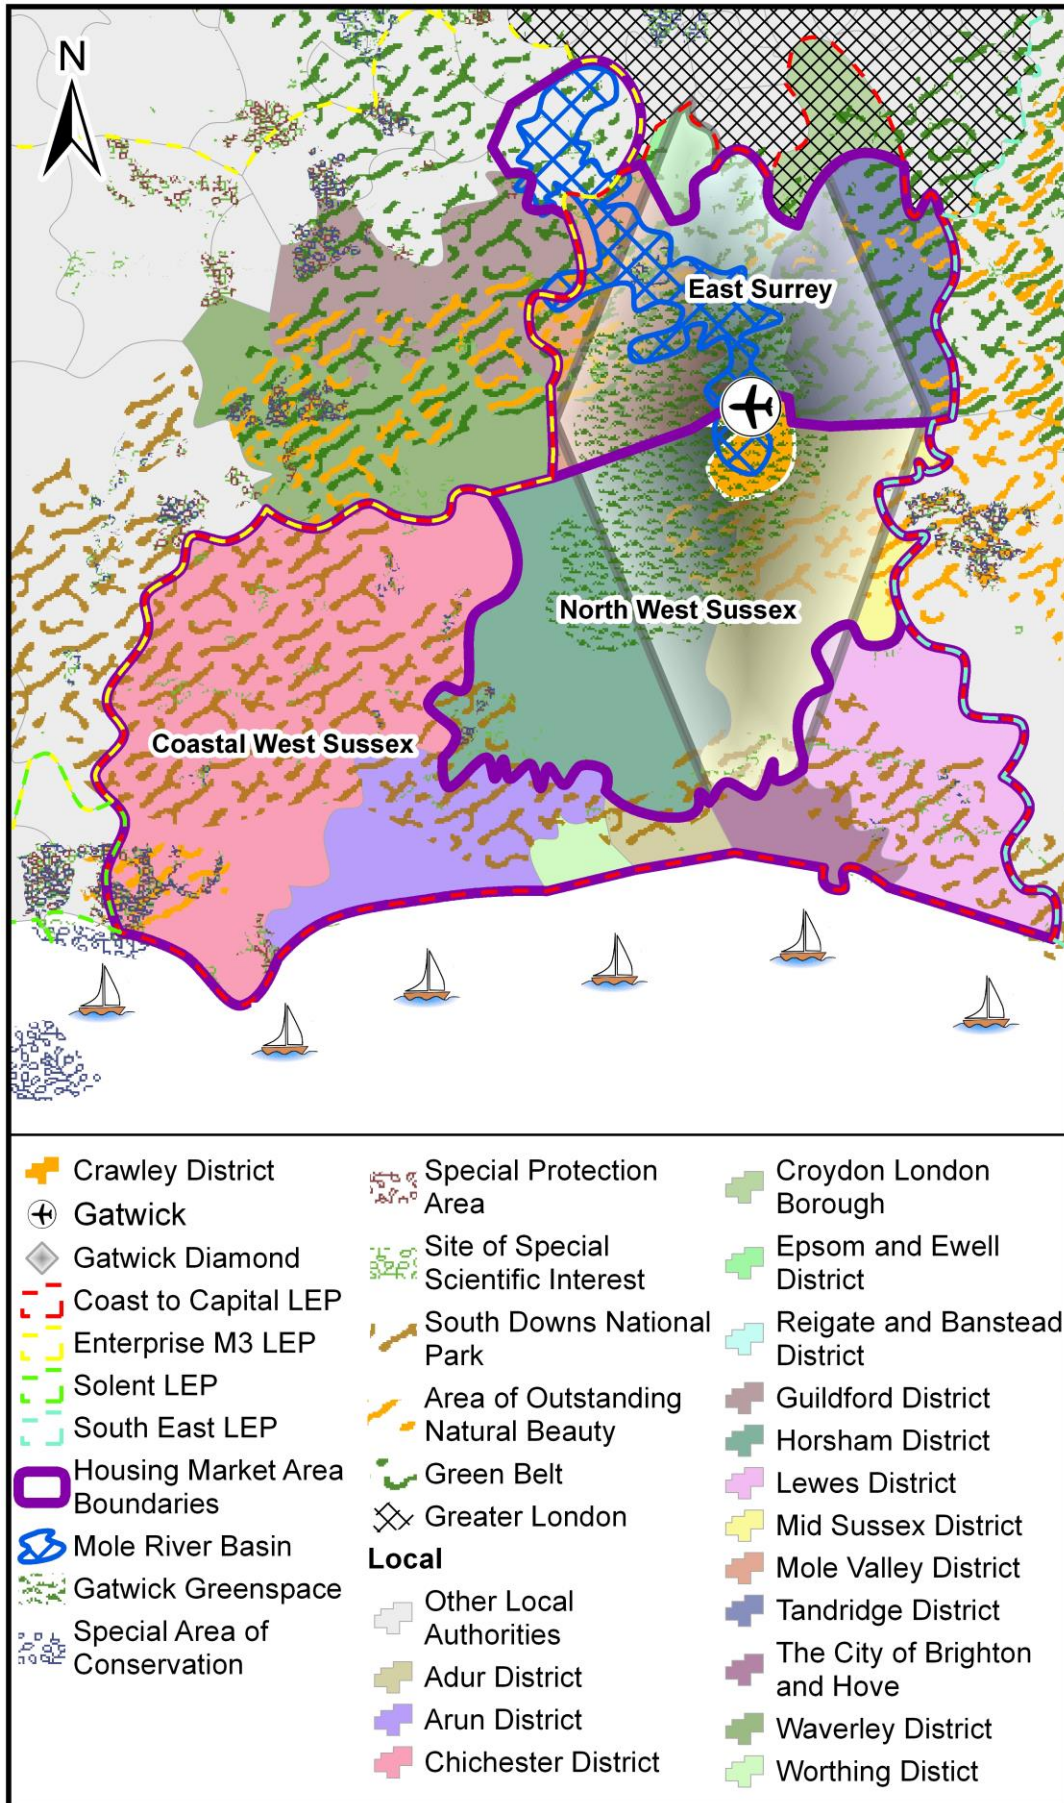 N
East Surrey
North West Sussex
Coastal West Sussex
Crawley District
Gatwick
Gatwick Diamond
Coast to Capital LEP
Enterprise M3 LEP
Solent LEP
South East LEP
Housing Market Area
Boundaries
Mole River Basin
Gatwick Greenspace
Special Area of
Conservation
Special Protection
Area
Site of Special
Scientific Interest
South Downs National
Park
Area of Outstanding
Natural Beauty
Green Belt
Greater London
Local
Other Local
Authorities
Adur District
Arun District
Chichester District
Croydon London
Borough
Epsom and Ewell
District
Reigate and Banstead
District
Guildford District
Horsham District
Lewes District
Mid Sussex District
Mole Valley District
Tandridge District
The City of Brighton
and Hove
Waverley District
Worthing Distict